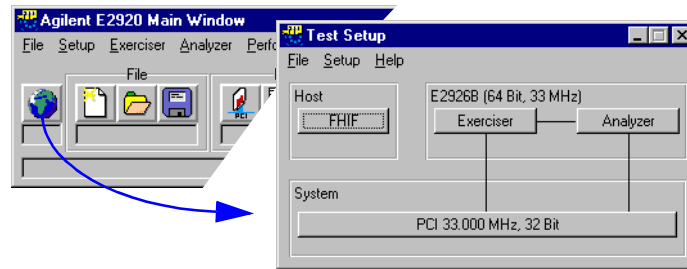 Agilent E2920 Main Window
File Setup Exerciser Analyzer
File
PCI
Test Setup
File Setup Help
Host
FHIF
E2926B (64 Bit, 33 MHz)
Exerciser
Analyzer
System
PCI 33.000 MHz, 32 Bit